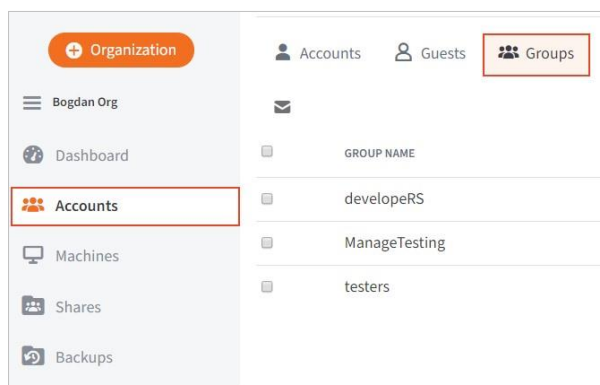 Organization
Bogdan Org
Dashboard
Accounts
Machines
Shares
Backups
Accounts Guests Groups
GROUP NAME
developeRS
ManageTesting
testers